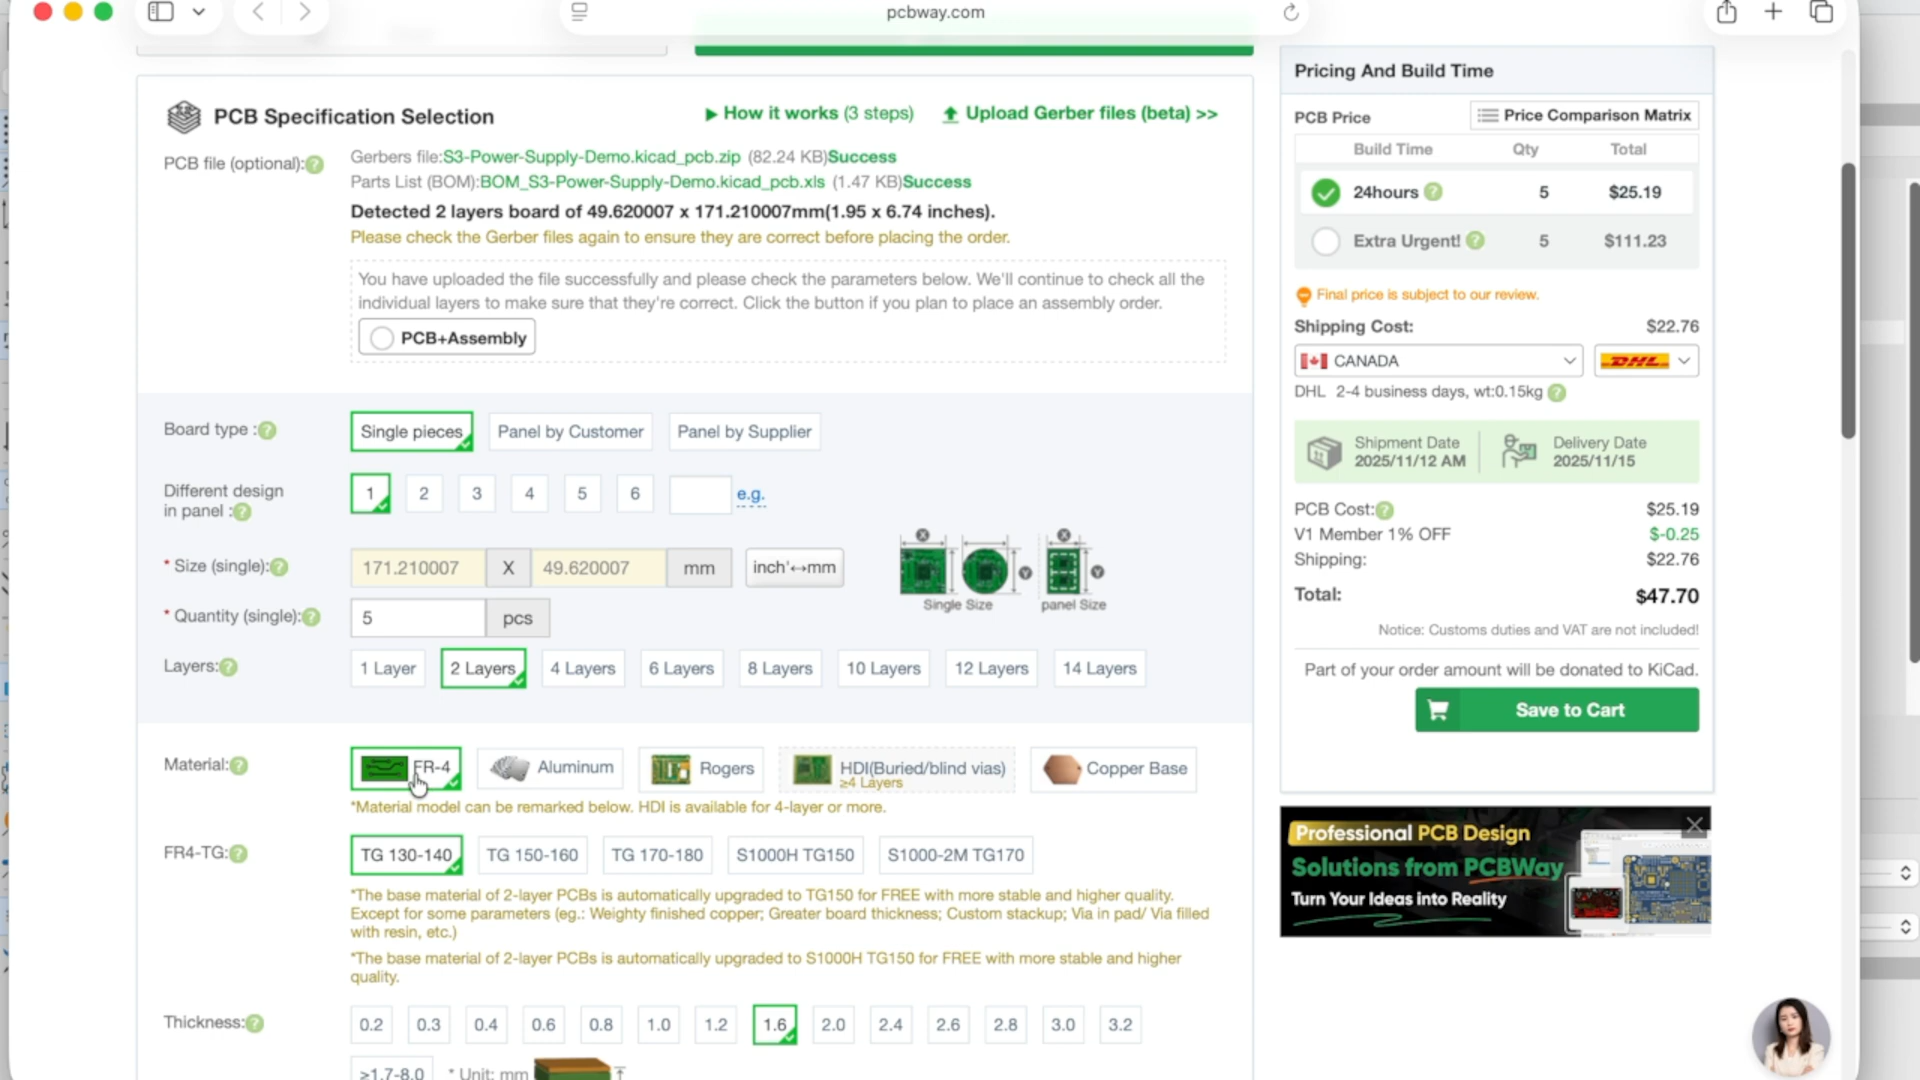 pcbway.com
PCB Specification Selection
How it works (3 steps)
Upload Gerber files (beta) >>
PCB file (optional):
Gerbers file:S3-Power-Supply-Demo.kicad_pcb.zip (82.24 KB)Success
Parts List (BOM):BOM_S3-Power-Supply-Demo.kicad_pcb.xls (1.47 KB)Success
Detected 2 layers board of 49.620007 x 171.210007mm(1.95 x 6.74 inches).
Please check the Gerber files again to ensure they are correct before placing the order.
You have uploaded the file successfully and please check the parameters below. We'll continue to check all the
individual layers to make sure that they're correct. Click the button if you plan to place an assembly order.
PCB+Assembly
Board type :
Single pieces Panel by Customer Panel by Supplier
Different design
in panel :
1 2 3 4 5 6 e.g.
* Size (single): 171.210007 X 49.620007 mm inch'↔mm
X X
Y Y
Single Size panel Size
* Quantity (single): 5 pcs
Layers: 1 Layer 2 Layers 4 Layers 6 Layers 8 Layers 10 Layers 12 Layers 14 Layers
Material: FR-4 Aluminum Rogers HDI(Buried/blind vias) Copper Base
≥4 Layers
*Material model can be remarked below. HDI is available for 4-layer or more.
FR4-TG: TG 130-140 TG 150-160 TG 170-180 S1000H TG150 S1000-2M TG170
*The base material of 2-layer PCBs is automatically upgraded to TG150 for FREE with more stable and higher quality.
Except for some parameters (eg.: Weighty finished copper; Greater board thickness; Custom stackup; Via in pad/ Via filled
with resin, etc.)
*The base material of 2-layer PCBs is automatically upgraded to S1000H TG150 for FREE with more stable and higher
quality.
Thickness: 0.2 0.3 0.4 0.6 0.8 1.0 1.2 1.6 2.0 2.4 2.6 2.8 3.0 3.2
≥1.7-8.0 * Unit: mm
Pricing And Build Time
PCB Price
Price Comparison Matrix
Build Time Qty Total
24hours 5 $25.19
Extra Urgent! 5 $111.23
Final price is subject to our review.
Shipping Cost: $22.76
CANADA DHL
DHL 2-4 business days, wt:0.15kg
Shipment Date
2025/11/12 AM
Delivery Date
2025/11/15
PCB Cost: $25.19
V1 Member 1% OFF $-0.25
Shipping: $22.76
Total: $47.70
Notice: Customs duties and VAT are not included!
Part of your order amount will be donated to KiCad.
Save to Cart
Professional PCB Design
Solutions from PCBWay
Turn Your Ideas into Reality